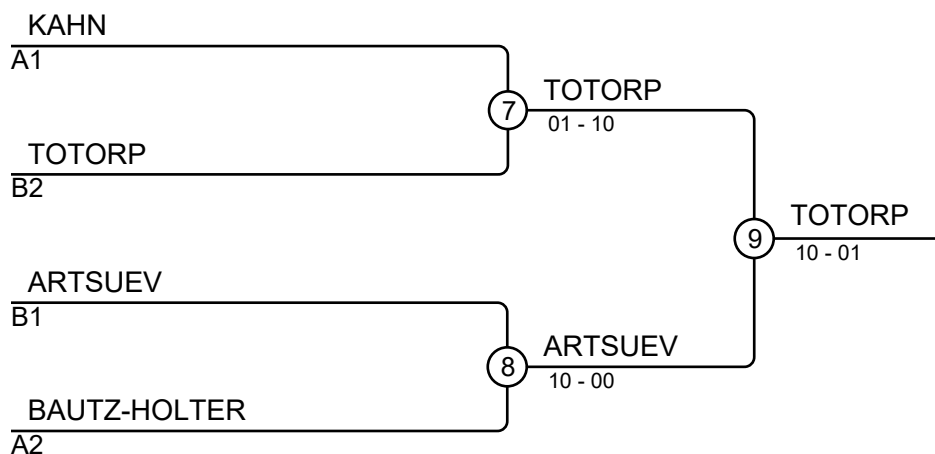 KAHN
A1
7
TOTORP
01 - 10
TOTORP
B2
9
TOTORP
10 - 01
ARTSUEV
B1
8
ARTSUEV
10 - 00
BAUTZ-HOLTER
A2